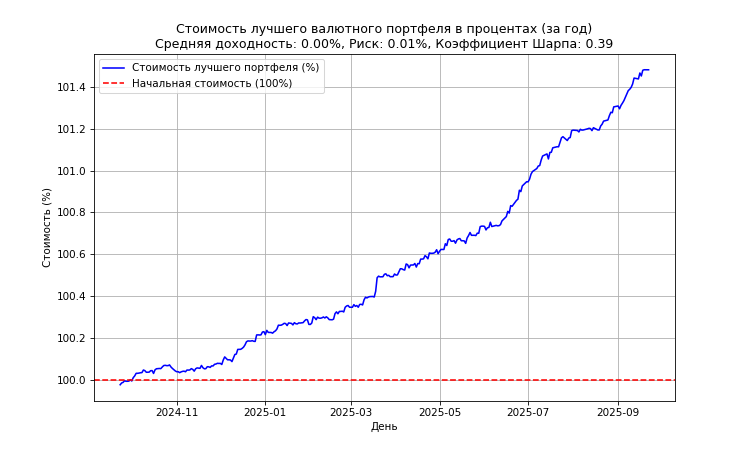 Стоимость лучшего валютного портфеля в процентах (за год)
Средняя доходность: 0.00%, Риск: 0.01%, Коэффициент Шарпа: 0.39
Стоимость лучшего портфеля (%)
Начальная стоимость (100%)
Стоимость (%)
101.4
101.2
101.0
100.8
100.6
100.4
100.2
100.0
2024-11
2025-01
2025-03
2025-05
2025-07
2025-09
День